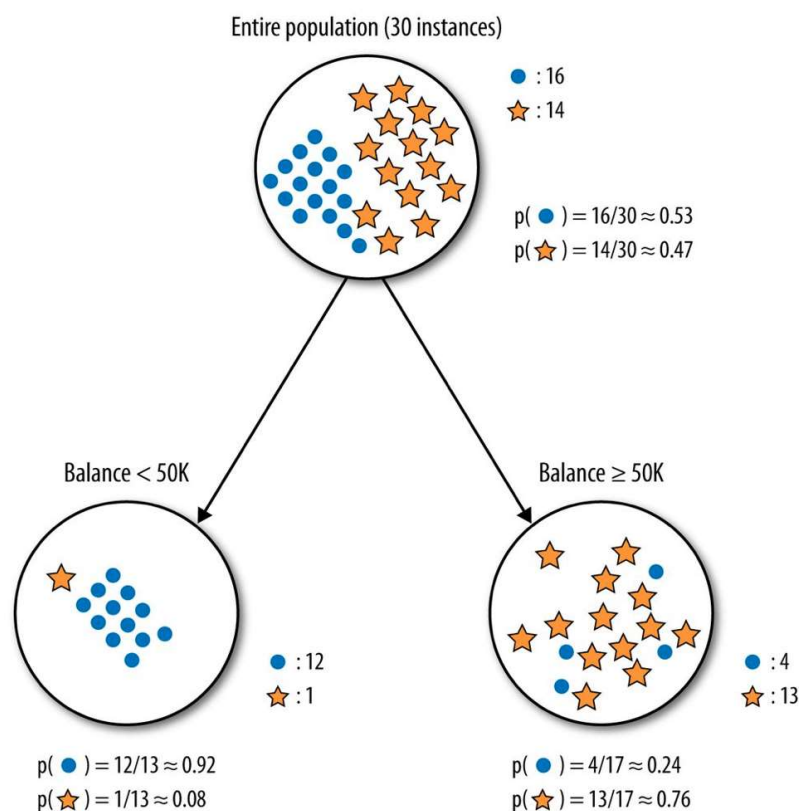 Entire population (30 instances)
: 16
: 14
p( ) = 16/30 ≈ 0.53
p( ) = 14/30 ≈ 0.47
Balance < 50K
: 12
: 1
p( ) = 12/13 ≈ 0.92
p( ) = 1/13 ≈ 0.08
Balance ≥ 50K
: 4
: 13
p( ) = 4/17 ≈ 0.24
p( ) = 13/17 ≈ 0.76